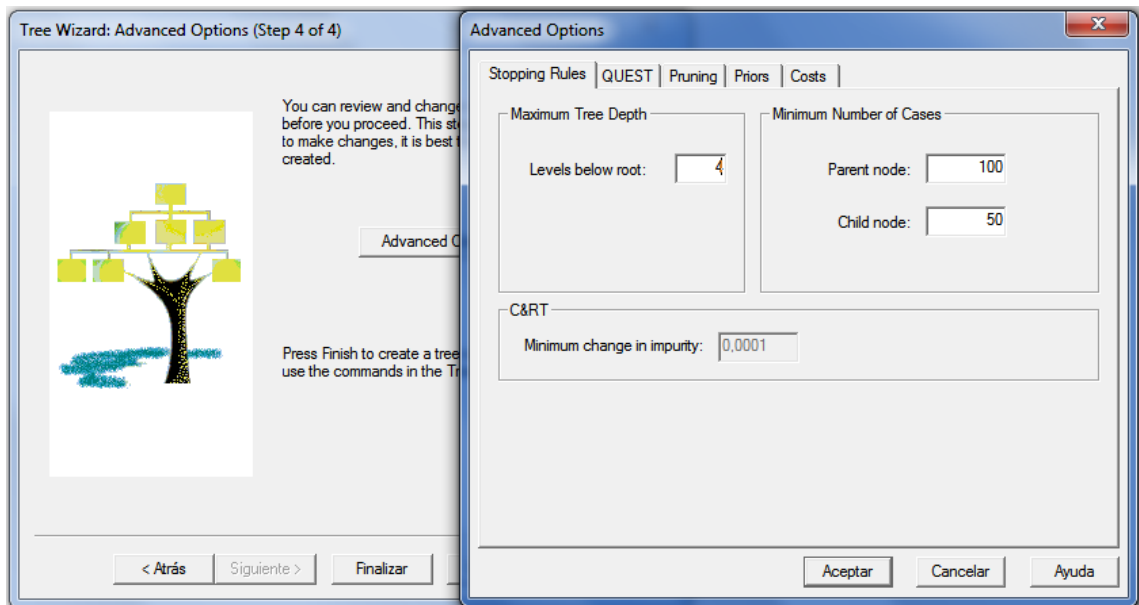 Tree Wizard: Advanced Options (Step 4 of 4)
You can review and change
before you proceed. This
to make changes, it is best
created.
Advanced
Press Finish to create a tree
use the commands in the
< Atrás
Siguiente >
Finalizar
Advanced Options
Stopping Rules
QUEST
Pruning
Priors
Costs
Maximum Tree Depth
Levels below root: 4
Minimum Number of Cases
Parent node: 100
Child node: 50
C&RT
Minimum change in impurity: 0,0001
Aceptar
Cancelar
Ayuda